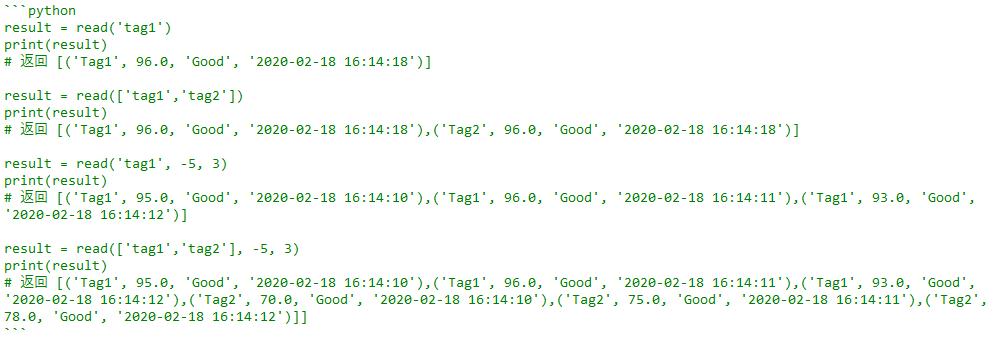 ```python
result = read('tag1')
print(result)
# 返回 [('Tag1', 96.0, 'Good', '2020-02-18 16:14:18')]

result = read(['tag1','tag2'])
print(result)
# 返回 [('Tag1', 96.0, 'Good', '2020-02-18 16:14:18'),('Tag2', 96.0, 'Good', '2020-02-18 16:14:18')]

result = read('tag1', -5, 3)
print(result)
# 返回 [('Tag1', 95.0, 'Good', '2020-02-18 16:14:10'),('Tag1', 96.0, 'Good', '2020-02-18 16:14:11'),('Tag1', 93.0, 'Good',
'2020-02-18 16:14:12')]

result = read(['tag1','tag2'], -5, 3)
print(result)
# 返回 [('Tag1', 95.0, 'Good', '2020-02-18 16:14:10'),('Tag1', 96.0, 'Good', '2020-02-18 16:14:11'),('Tag1', 93.0, 'Good',
'2020-02-18 16:14:12'),('Tag2', 70.0, 'Good', '2020-02-18 16:14:10'),('Tag2', 75.0, 'Good', '2020-02-18 16:14:11'),('Tag2',
78.0, 'Good', '2020-02-18 16:14:12')]]
```